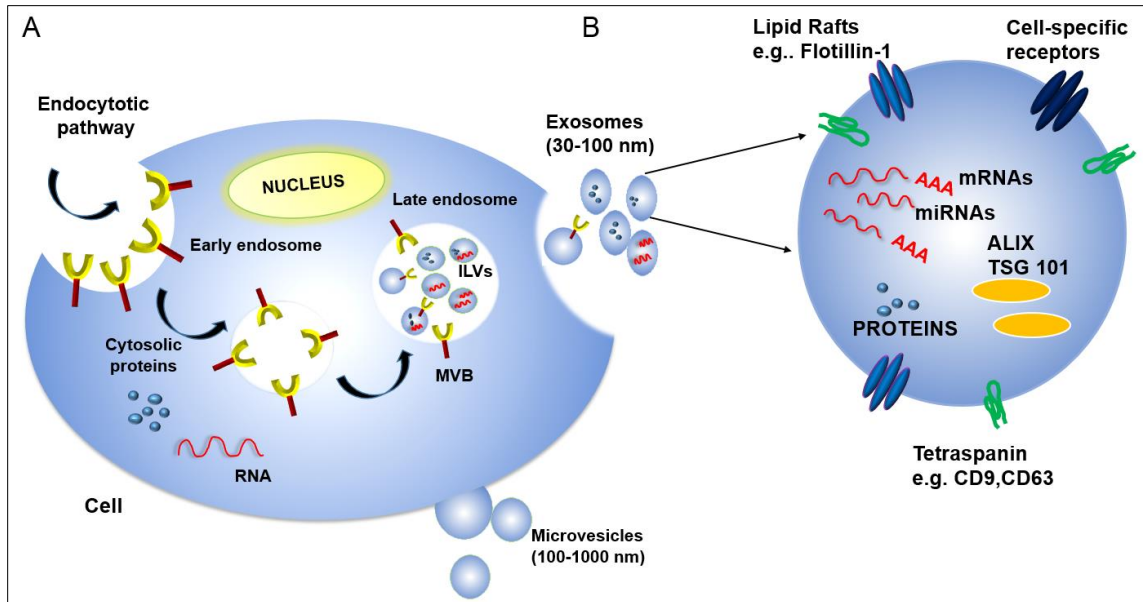 A
Endocytotic
pathway
NUCLEUS
Early endosome
Late endosome
ILVs
MVB
Cytosolic
proteins
RNA
Cell
Microvesicles
(100-1000 nm)
Exosomes
(30-100 nm)
B
Lipid Rafts
e.g.. Flotillin-1
Cell-specific
receptors
AAA mRNAs
miRNAs
AAA
ALIX
TSG 101
PROTEINS
Tetraspanin
e.g. CD9,CD63